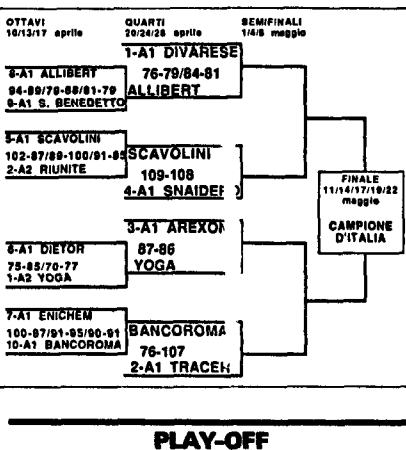 OTTAVI
10/13/17 aprile
QUARTI
20/24/28 aprile
SEMIFINALI
1/4/8 maggio
1-A1 DIVARESE
76-79/84-81
ALLIBERT
8-A1 ALLIBERT
94-89/79-88/81-79
9-A1 S. BENEDETTO
5-A1 SCAVOLINI
102-87/89-100/91-85
2-A2 RIUNITE
SCAVOLINI
109-108
4-A1 SNAIDERO
3-A1 AREXON
87-86
YOGA
6-A1 DIETOR
75-85/70-77
1-A2 YOGA
7-A1 ENICHEM
100-87/91-95/90-91
10-A1 BANCOROMA
BANCOROMA
76-107
2-A1 TRACER
FINALE
11/14/17/19/22
maggio
CAMPIONE
D'ITALIA
PLAY-OFF